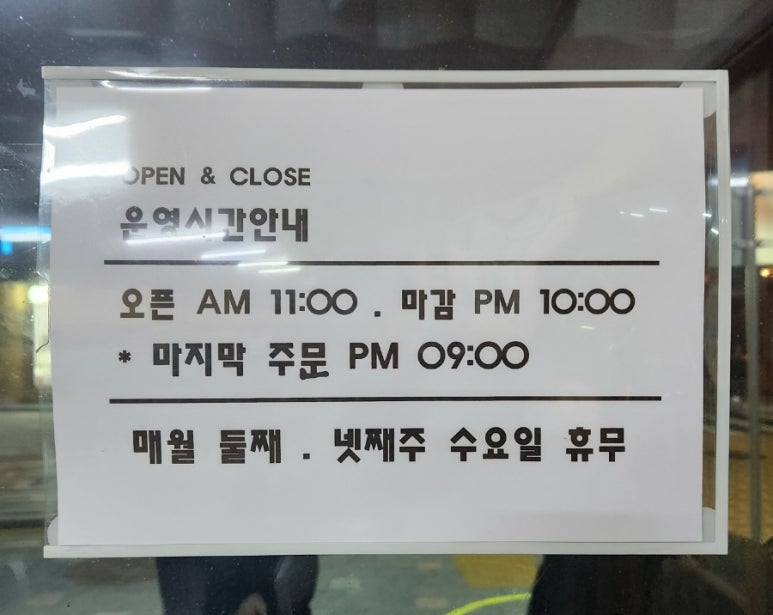 OPEN & CLOSE
운영시간안내
오픈 AM 11:00 . 마감 PM 10:00
* 마지막 주문 PM 09:00
매월 둘째 . 넷째주 수요일 휴무